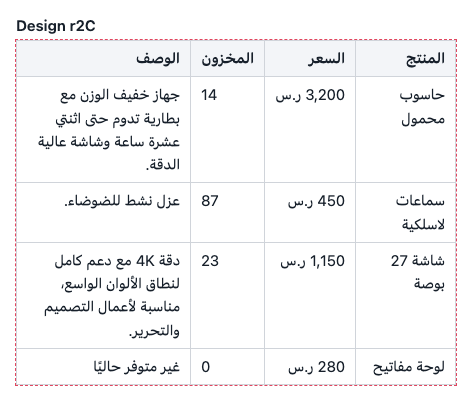 Design r2C
المنتج السعر المخزون الوصف
حاسوب محمول 3,200 ر.س 14 جهاز خفيف الوزن مع بطارية تدوم حتى اثنتي عشرة ساعة وشاشة عالية الدقة.
سماعات لاسلكية 450 ر.س 87 عزل نشط للضوضاء.
شاشة 27 بوصة 1,150 ر.س 23 دقة 4K مع دعم كامل لنطاق الألوان الواسع، مناسبة لأعمال التصميم والتحرير.
لوحة مفاتيح 280 ر.س 0 غير متوفر حاليًا